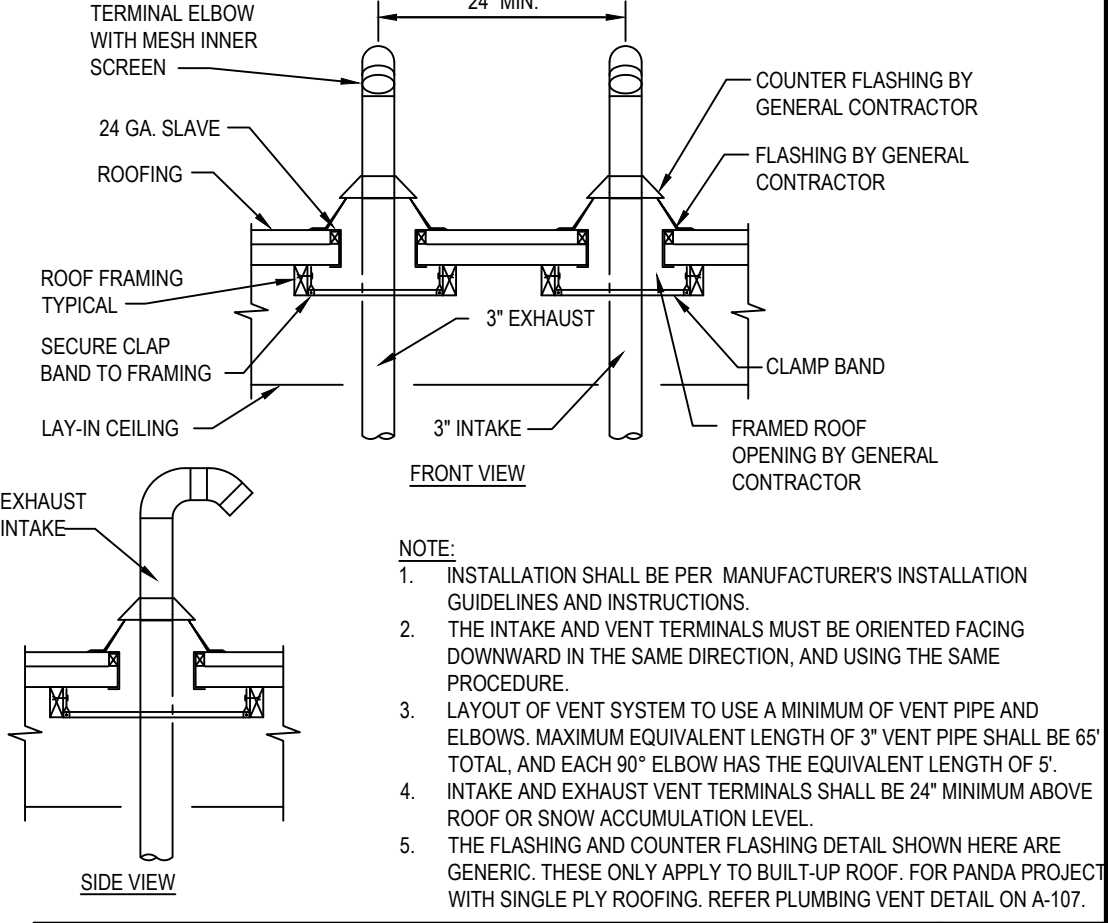 24" MIN.
TERMINAL ELBOW
WITH MESH INNER
SCREEN
24 GA. SLAVE
ROOFING
COUNTER FLASHING BY
GENERAL CONTRACTOR
FLASHING BY GENERAL
CONTRACTOR
ROOF FRAMING
TYPICAL
SECURE CLAP
BAND TO FRAMING
LAY-IN CEILING
3" EXHAUST
CLAMP BAND
3" INTAKE
FRAMED ROOF
OPENING BY GENERAL
CONTRACTOR
FRONT VIEW
EXHAUST
INTAKE
SIDE VIEW
NOTE:
1. INSTALLATION SHALL BE PER MANUFACTURER'S INSTALLATION
GUIDELINES AND INSTRUCTIONS.
2. THE INTAKE AND VENT TERMINALS MUST BE ORIENTED FACING
DOWNWARD IN THE SAME DIRECTION, AND USING THE SAME
PROCEDURE.
3. LAYOUT OF VENT SYSTEM TO USE A MINIMUM OF VENT PIPE AND
ELBOWS. MAXIMUM EQUIVALENT LENGTH OF 3" VENT PIPE SHALL BE 65'
TOTAL, AND EACH 90° ELBOW HAS THE EQUIVALENT LENGTH OF 5'.
4. INTAKE AND EXHAUST VENT TERMINALS SHALL BE 24" MINIMUM ABOVE
ROOF OR SNOW ACCUMULATION LEVEL.
5. THE FLASHING AND COUNTER FLASHING DETAIL SHOWN HERE ARE
GENERIC. THESE ONLY APPLY TO BUILT-UP ROOF. FOR PANDA PROJECT
WITH SINGLE PLY ROOFING. REFER PLUMBING VENT DETAIL ON A-107.